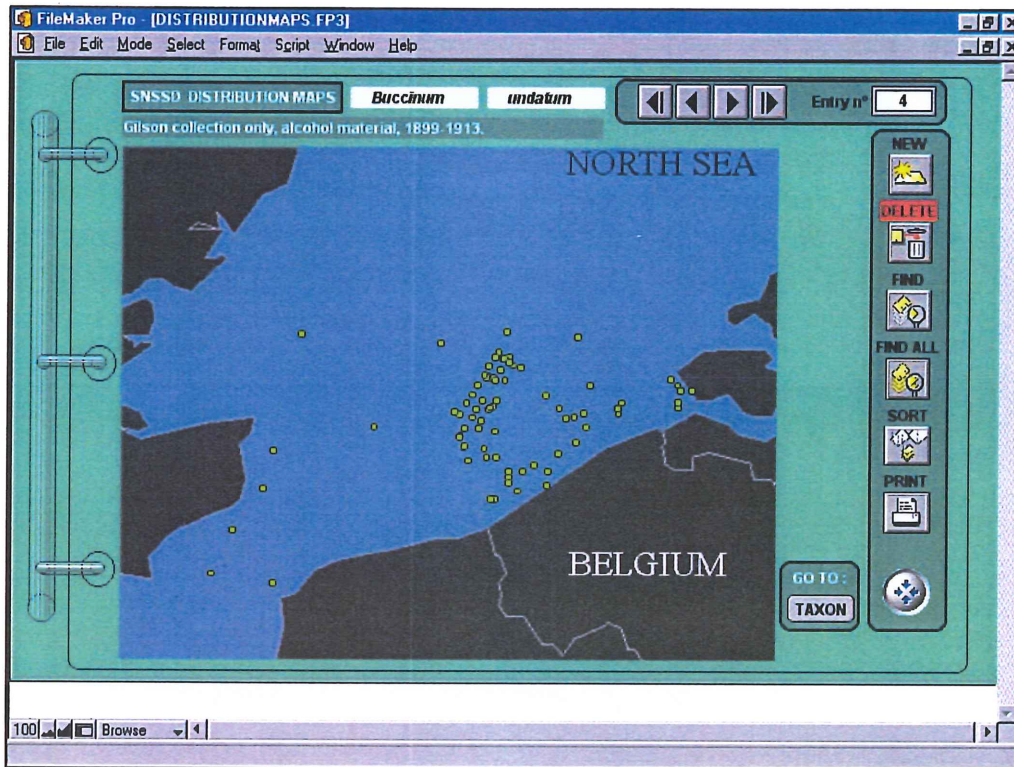 FileMaker Pro - [DISTRIBUTIONMAPS.FP3]
File Edit Mode Select Format Script Window Help
SNSSD DISTRIBUTION MAPS Buccinum undatum Entry n° 4
Gilson collection only, alcohol material, 1899-1913.
NORTH SEA
NEW
DELETE
FIND
FIND ALL
SORT
PRINT
BELGIUM
GO TO :
TAXON
100 Browse